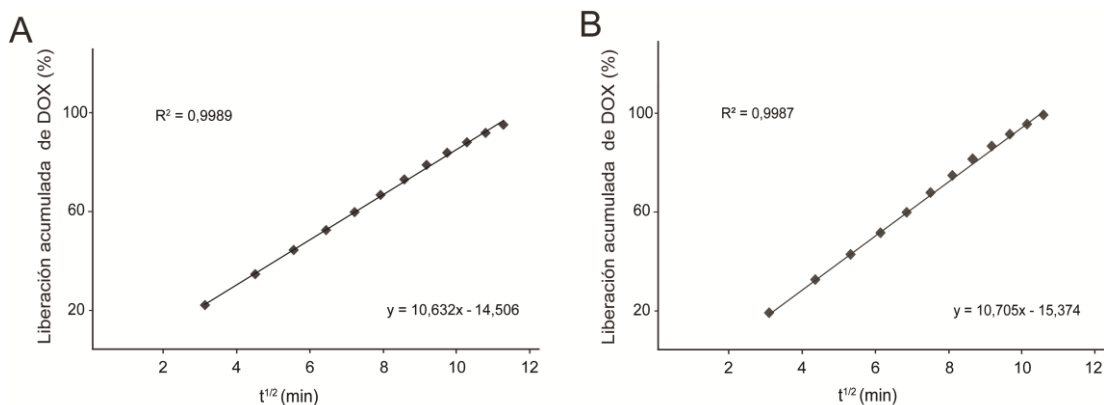 A
Liberación acumulada de DOX (%)
100
60
20
R² = 0,9989
y = 10,632x - 14,506
2 4 6 8 10 12
t¹/² (min)
B
Liberación acumulada de DOX (%)
100
60
20
R² = 0,9987
y = 10,705x - 15,374
2 4 6 8 10 12
t¹/² (min)